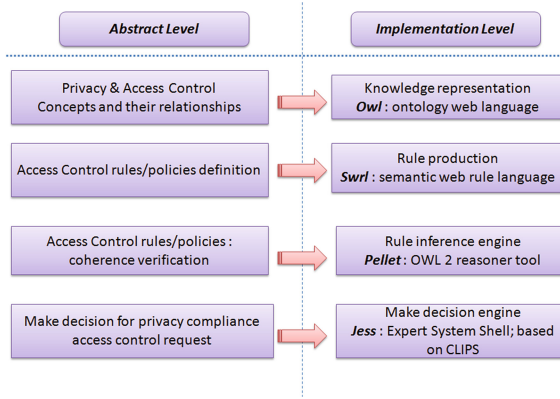 Abstract Level
Implementation Level
Privacy & Access Control
Concepts and their relationships
Knowledge representation
Owl : ontology web language
Access Control rules/policies definition
Rule production
Swrl : semantic web rule language
Access Control rules/policies :
coherence verification
Rule inference engine
Pellet : OWL 2 reasoner tool
Make decision for privacy compliance
access control request
Make decision engine
Jess : Expert System Shell; based
on CLIPS